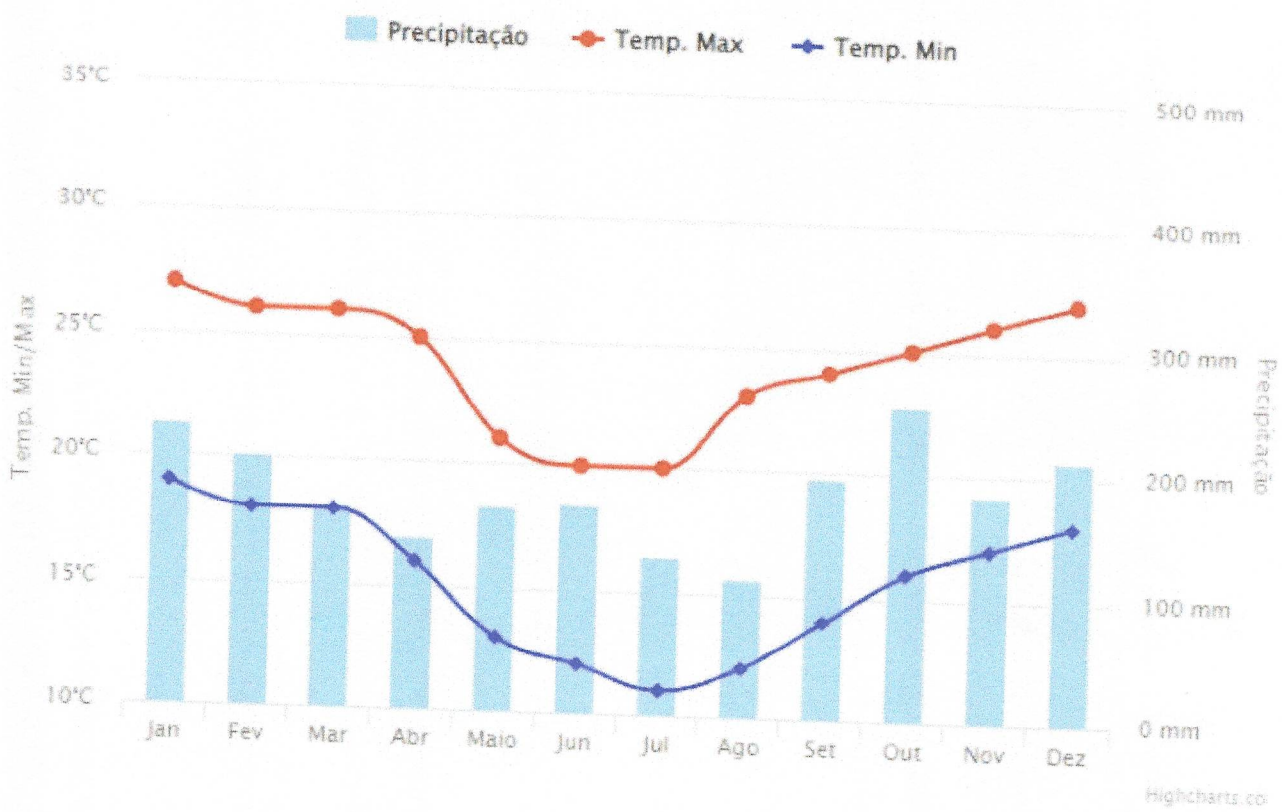 Precipitação Temp. Max Temp. Min
35°C
30°C
25°C
20°C
15°C
10°C
Temp. Min/Max
500 mm
400 mm
300 mm
200 mm
100 mm
0 mm
Precipitação
Jan Fev Mar Abr Maio Jun Jul Ago Set Out Nov Dez
Highcharts.co